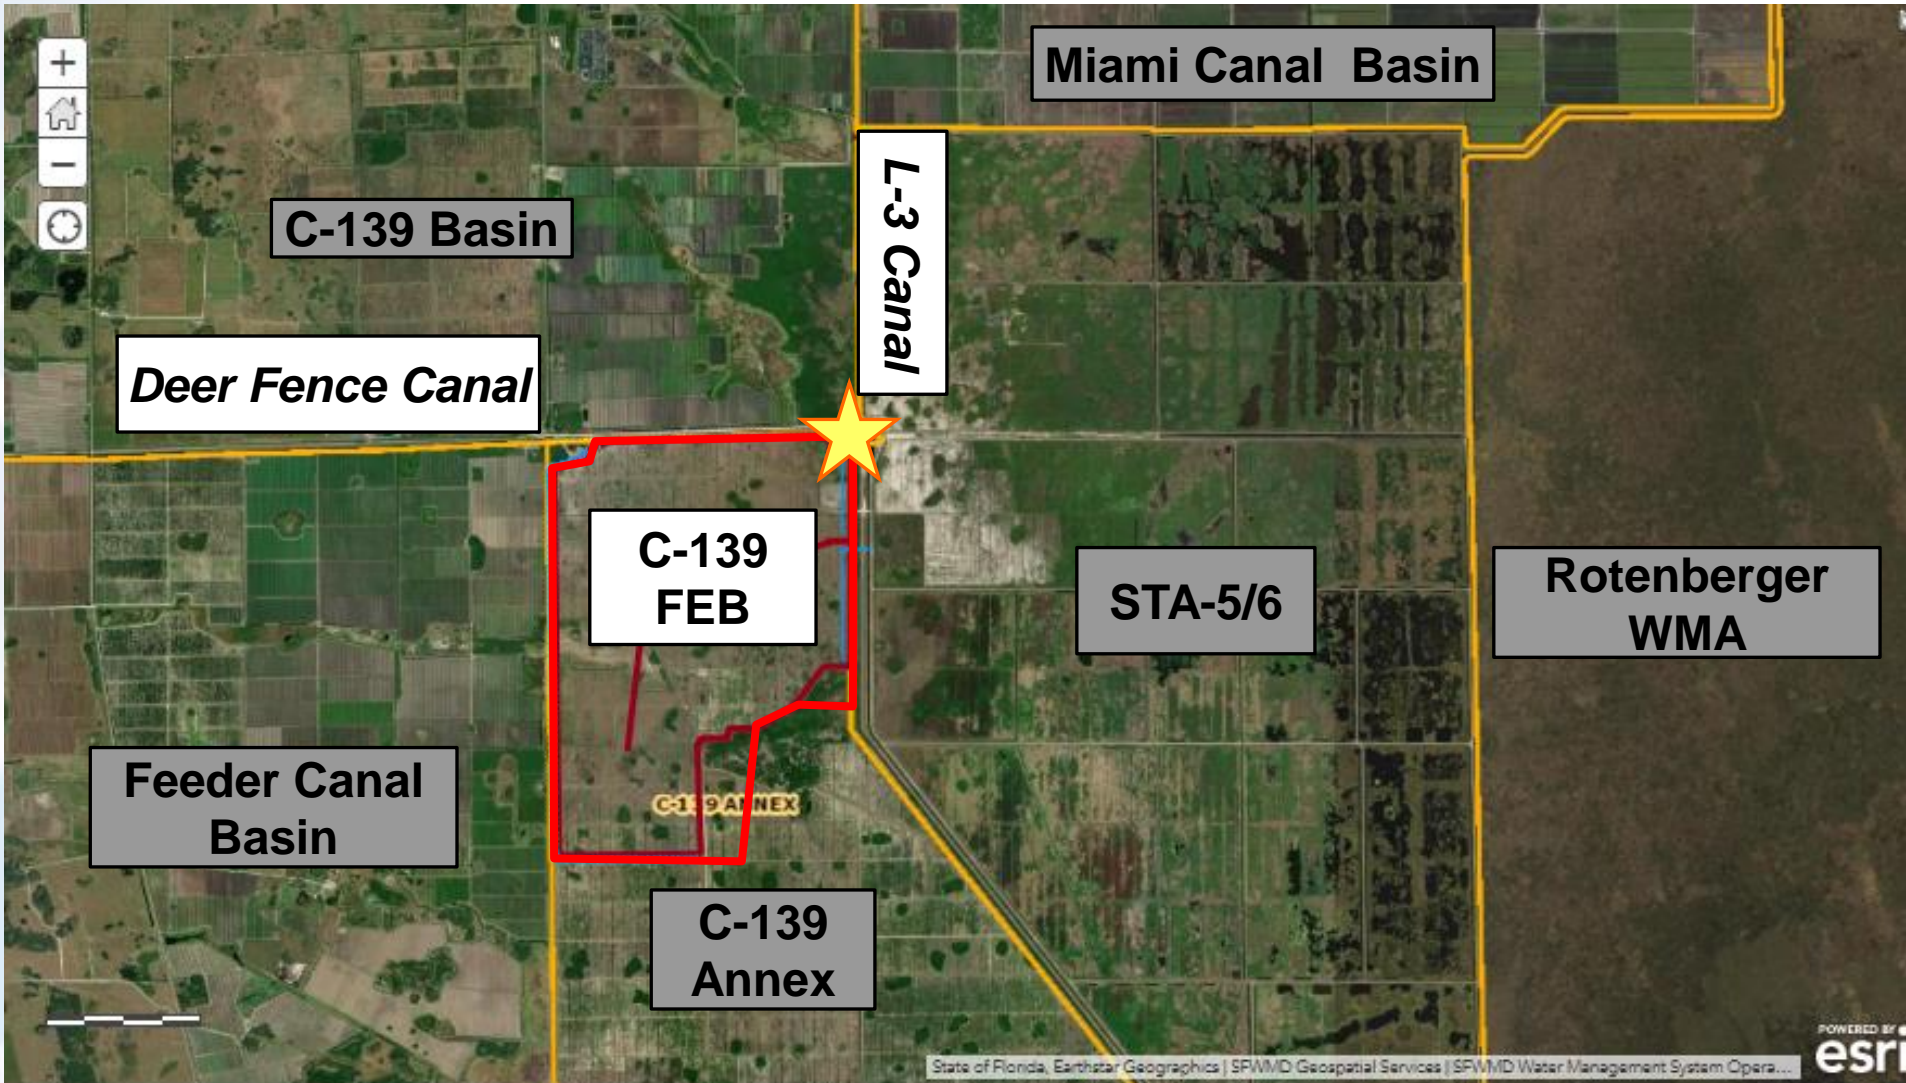 Miami Canal  Basin
C-139 Basin
L-3 Canal
Deer Fence Canal
C-139
FEB
STA-5/6
Rotenberger
WMA
Feeder Canal
Basin
C-139 ANNEX
C-139
Annex
POWERED BY
esri
State of Florida, Earthstar Geographics | SFWMD Geospatial Services | SFWMD Water Management System Opera...